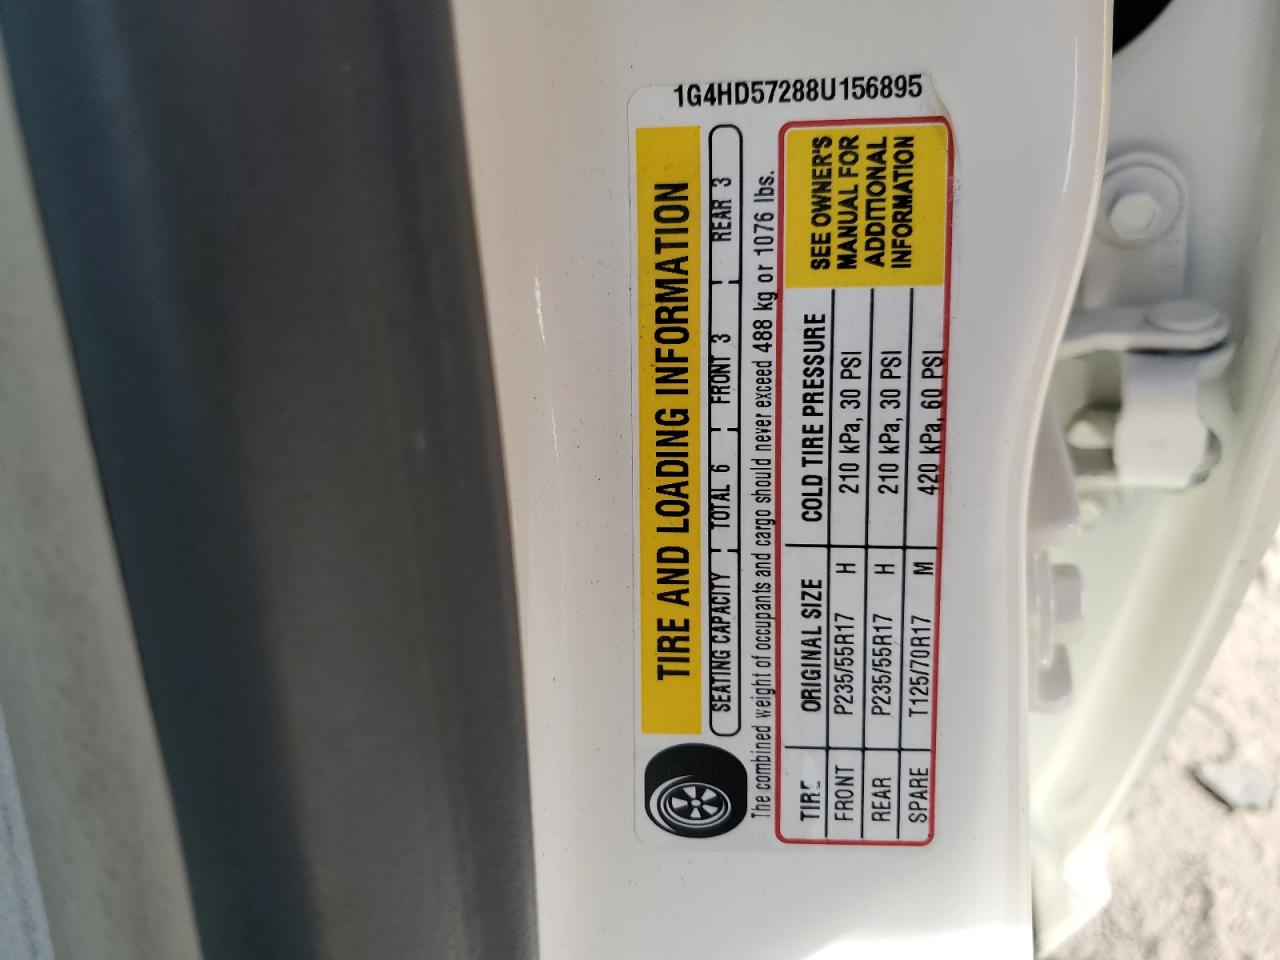 1G4HD57288U156895
TIRE AND LOADING INFORMATION
SEATING CAPACITY TOTAL 6 FRONT 3 REAR 3
The combined weight of occupants and cargo should never exceed 488 kg or 1076 lbs.
TIRE ORIGINAL SIZE COLD TIRE PRESSURE
FRONT P235/55R17 H 210 kPa, 30 PSI
REAR P235/55R17 H 210 kPa, 30 PSI
SPARE T125/70R17 M 420 kPa, 60 PSI
SEE OWNER'S
MANUAL FOR
ADDITIONAL
INFORMATION